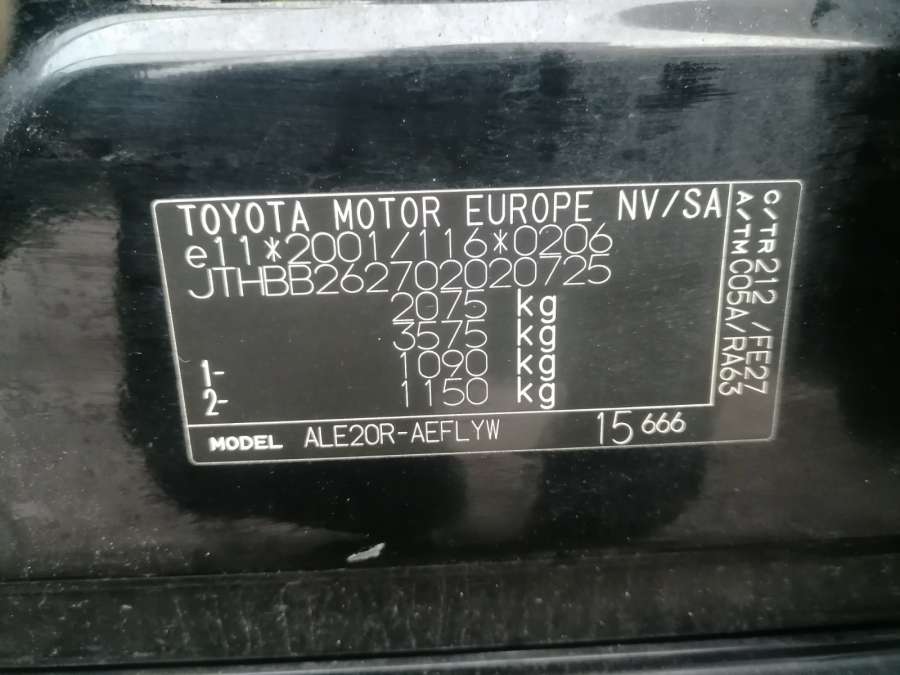 TOYOTA MOTOR EUROPE NV/SA
e11*2001/116*0206
JTHBB262702020725
2075 kg
3575 kg
1- 1090 kg
2- 1150 kg
MODEL ALE20R-AEFLYW 15 666
C/TR 212 /FE27
A/TM C05A/RA63